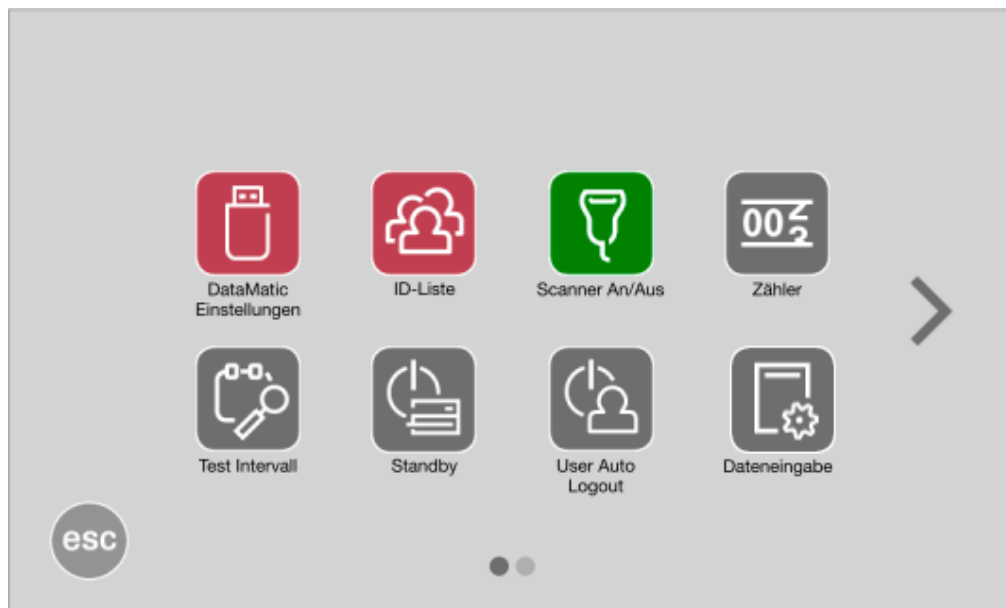 DataMatic
Einstellungen
ID-Liste
Scanner An/Aus
Zähler
Test Intervall
Standby
User Auto
Logout
Dateneingabe
esc